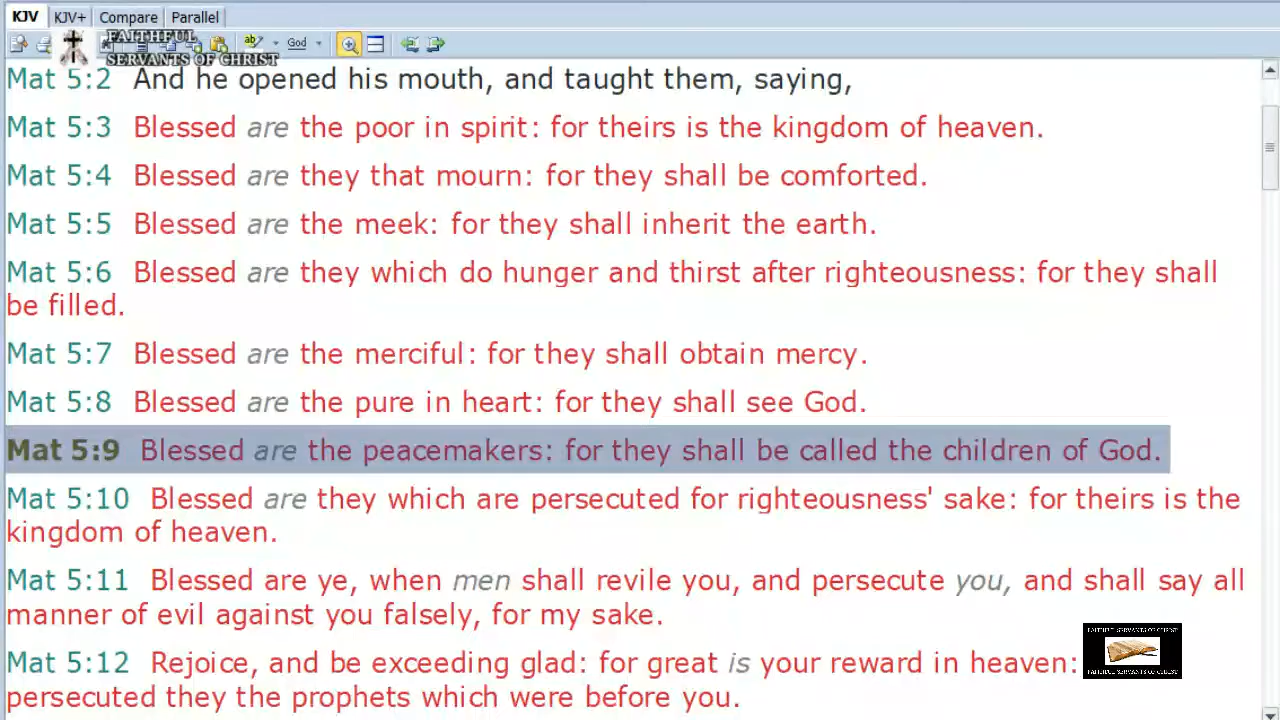 KJV KJV+ Compare Parallel
FAITHFUL
SERVANTS OF CHRIST
God
Mat 5:2 And he opened his mouth, and taught them, saying,
Mat 5:3 Blessed are the poor in spirit: for theirs is the kingdom of heaven.
Mat 5:4 Blessed are they that mourn: for they shall be comforted.
Mat 5:5 Blessed are the meek: for they shall inherit the earth.
Mat 5:6 Blessed are they which do hunger and thirst after righteousness: for they shall
be filled.
Mat 5:7 Blessed are the merciful: for they shall obtain mercy.
Mat 5:8 Blessed are the pure in heart: for they shall see God.
Mat 5:9 Blessed are the peacemakers: for they shall be called the children of God.
Mat 5:10 Blessed are they which are persecuted for righteousness' sake: for theirs is the
kingdom of heaven.
Mat 5:11 Blessed are ye, when men shall revile you, and persecute you, and shall say all
manner of evil against you falsely, for my sake.
Mat 5:12 Rejoice, and be exceeding glad: for great is your reward in heaven:
persecuted they the prophets which were before you.
FAITHFUL SERVANTS OF CHRIST
FAITHFUL SERVANTS OF CHRIST